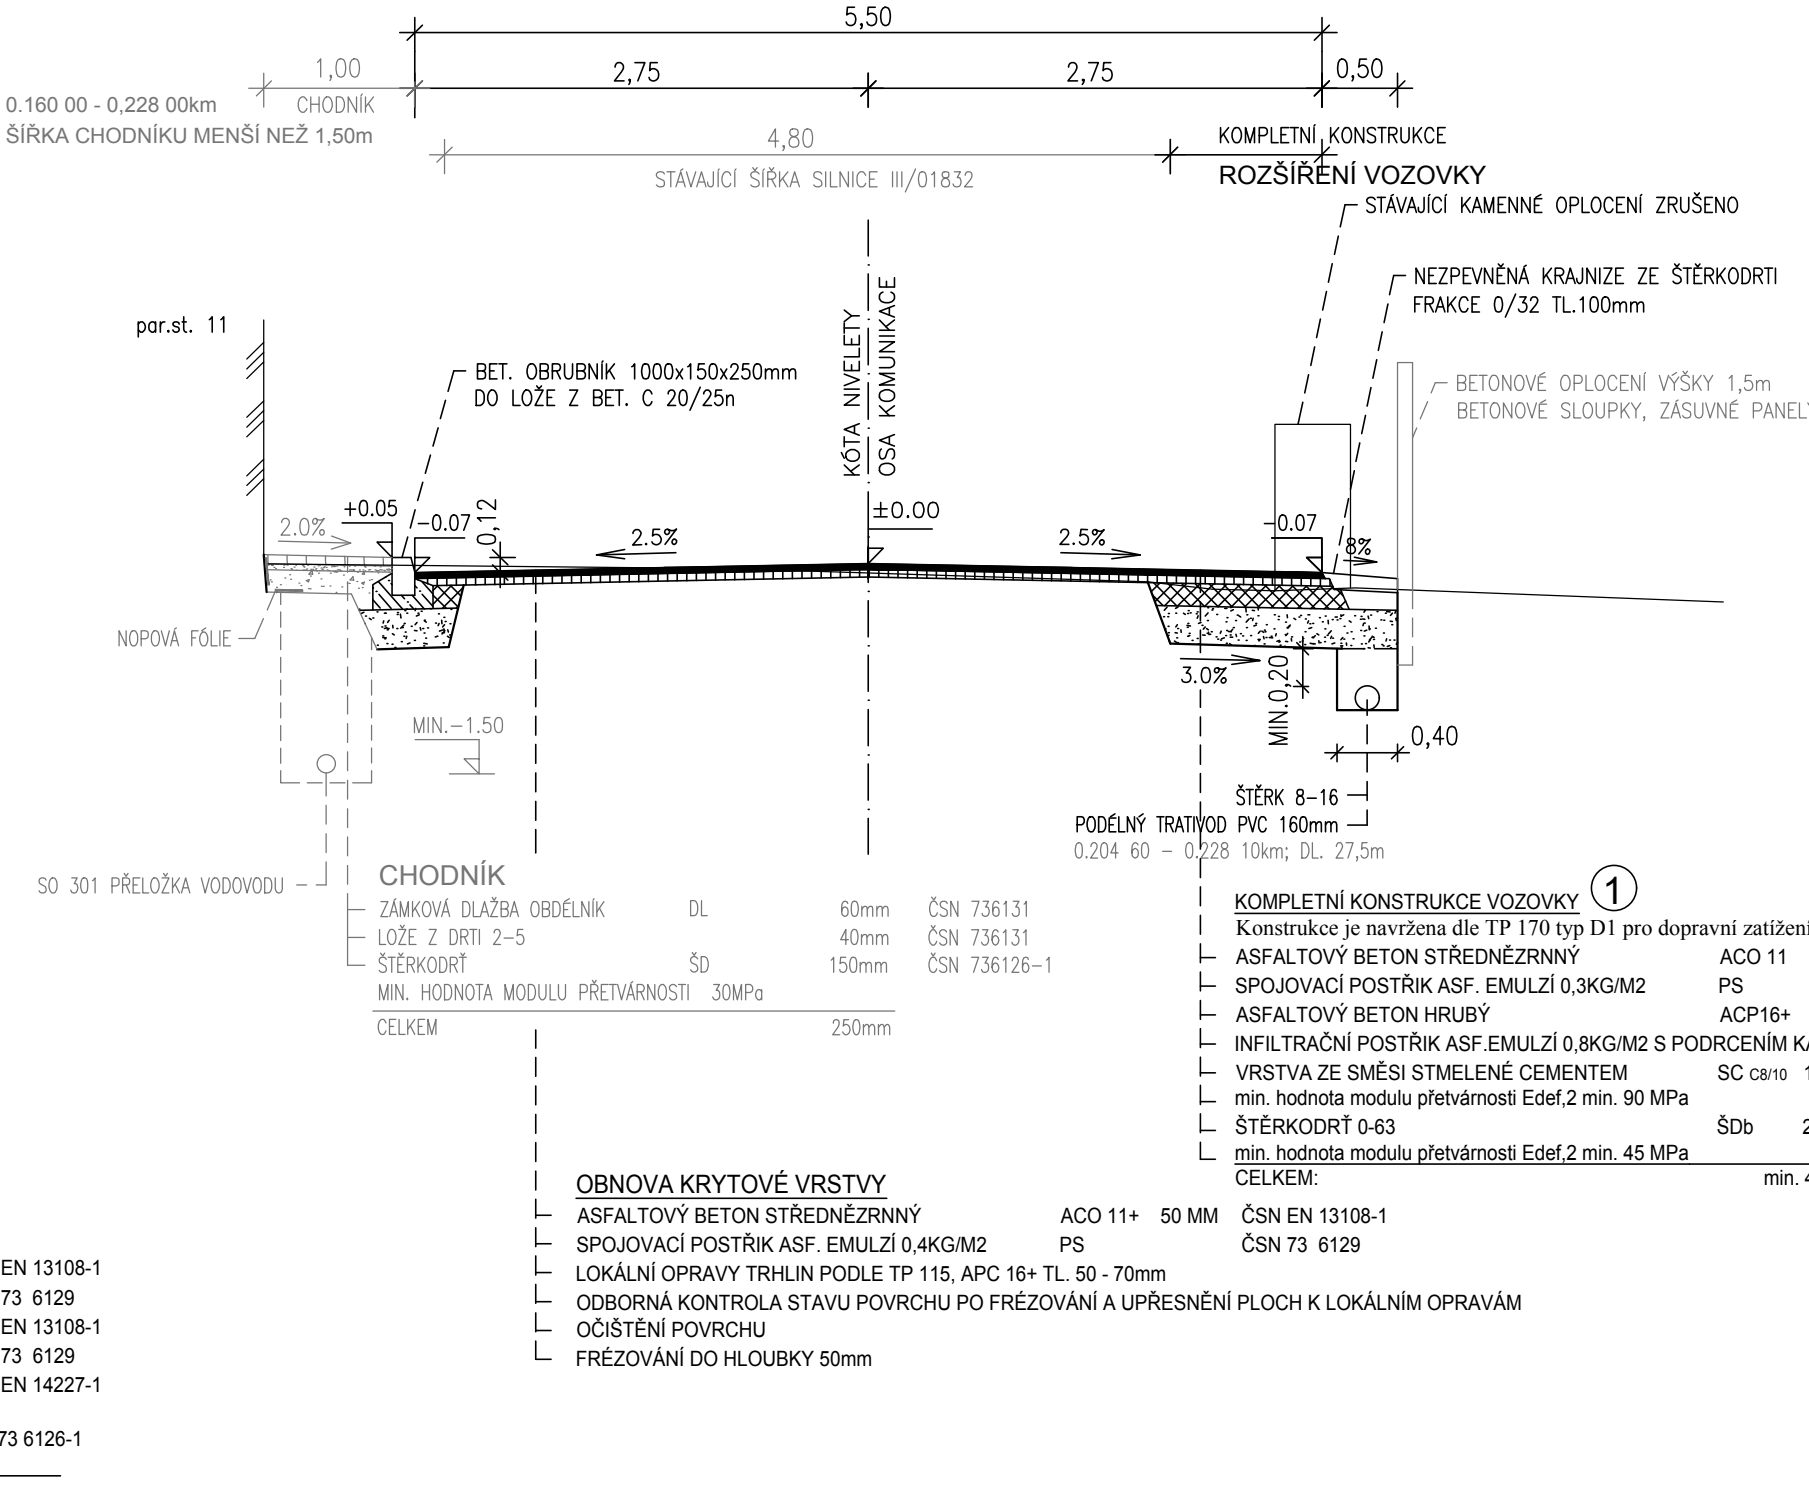 5,50
1,00
2,75
2,75
0,50
0.160 00 - 0,228 00km
CHODNÍK
ŠÍŘKA CHODNÍKU MENŠÍ NEŽ 1,50m
4,80
KOMPLETNÍ KONSTRUKCE
STÁVAJÍCÍ ŠÍŘKA SILNICE III/01832
ROZŠÍŘENÍ VOZOVKY
STÁVAJÍCÍ KAMENNÉ OPLOCENÍ ZRUŠENO
NEZPEVNĚNÁ KRAJNIZE ZE ŠTĚRKODRTI
FRAKCE 0/32 TL.100mm
par.st. 11
KÓTA NIVELETY
OSA KOMUNIKACE
BET. OBRUBNÍK 1000x150x250mm
DO LOŽE Z BET. C 20/25n
BETONOVÉ OPLOCENÍ VÝŠKY 1,5m
BETONOVÉ SLOUPKY, ZÁSUVNÉ PANELY
+0.05
-0.07
0,12
±0.00
-0.07
2.0%
2.5%
2.5%
8%
NOPOVÁ FÓLIE
3.0%
MIN.0,20
MIN.-1.50
0,40
ŠTĚRK 8-16
PODÉLNÝ TRATIVOD PVC 160mm
0.204 60 - 0.228 10km; DL. 27,5m
SO 301 PŘELOŽKA VODOVODU
CHODNÍK
ZÁMKOVÁ DLAŽBA OBDÉLNÍK DL 60mm ČSN 736131
LOŽE Z DRTI 2-5 40mm ČSN 736131
ŠTĚRKODRŤ ŠD 150mm ČSN 736126-1
MIN. HODNOTA MODULU PŘETVÁRNOSTI 30MPa
CELKEM 250mm
KOMPLETNÍ KONSTRUKCE VOZOVKY 1
Konstrukce je navržena dle TP 170 typ D1 pro dopravní zatížení
ASFALTOVÝ BETON STŘEDNĚZRNNÝ ACO 11
SPOJOVACÍ POSTŘIK ASF. EMULZÍ 0,3KG/M2 PS
ASFALTOVÝ BETON HRUBÝ ACP16+
INFILTRAČNÍ POSTŘIK ASF.EMULZÍ 0,8KG/M2 S PODRCENÍM
VRSTVA ZE SMĚSI STMELENÉ CEMENTEM SC C8/10
min. hodnota modulu přetvárnosti Edef,2 min. 90 MPa
ŠTĚRKODRŤ 0-63 ŠDb
min. hodnota modulu přetvárnosti Edef,2 min. 45 MPa
CELKEM: min.
OBNOVA KRYTOVÉ VRSTVY
ASFALTOVÝ BETON STŘEDNĚZRNNÝ ACO 11+ 50 MM ČSN EN 13108-1
SPOJOVACÍ POSTŘIK ASF. EMULZÍ 0,4KG/M2 PS ČSN 73 6129
LOKÁLNÍ OPRAVY TRHLIN PODLE TP 115, APC 16+ TL. 50 - 70mm
ODBORNÁ KONTROLA STAVU POVRCHU PO FRÉZOVÁNÍ A UPŘESNĚNÍ PLOCH K LOKÁLNÍM OPRAVÁM
OČIŠTĚNÍ POVRCHU
FRÉZOVÁNÍ DO HLOUBKY 50mm
EN 13108-1
73 6129
EN 13108-1
73 6129
EN 14227-1
73 6126-1